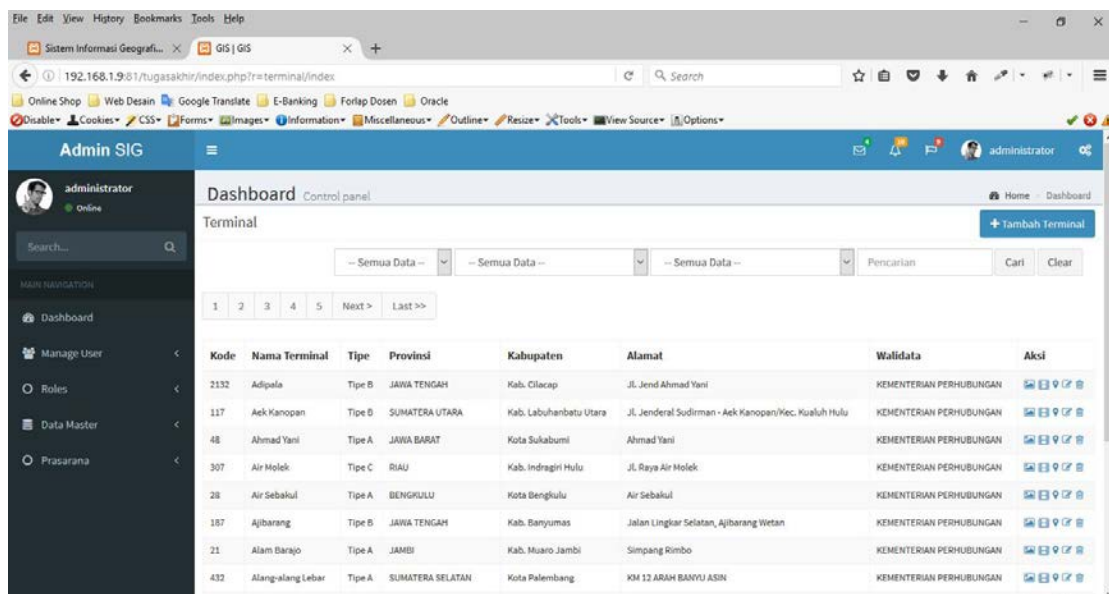 File Edit View History Bookmarks Tools Help
Sistem Informasi Geografi... GIS | GIS
192.168.1.9:81/tugasakhir/index.php?r=terminal/index Search
Online Shop Web Desain Google Translate E-Banking Forlap Dosen Oracle
Disable Cookies CSS Forms Images Information Miscellaneous Outline Resize Tools View Source Options
Admin SIG administrator
administrator
Online
Dashboard Control panel Home Dashboard
Terminal + Tambah Terminal
Search...
-- Semua Data -- -- Semua Data -- -- Semua Data -- Pencarian Cari Clear
MAIN NAVIGATION
Dashboard
Manage User
Roles
Data Master
Prasarana
1 2 3 4 5 Next > Last >>
Kode Nama Terminal Tipe Provinsi Kabupaten Alamat Walidata Aksi
2132 Adipala Tipe B JAWA TENGAH Kab. Cilacap Jl. Jend Ahmad Yani KEMENTERIAN PERHUBUNGAN
117 Aek Kanopan Tipe B SUMATERA UTARA Kab. Labuhanbatu Utara Jl. Jenderal Sudirman - Aek Kanopan/Kec. Kualuh Hulu KEMENTERIAN PERHUBUNGAN
48 Ahmad Yani Tipe A JAWA BARAT Kota Sukabumi Ahmad Yani KEMENTERIAN PERHUBUNGAN
307 Air Molek Tipe C RIAU Kab. Indragiri Hulu Jl. Raya Air Molek KEMENTERIAN PERHUBUNGAN
28 Air Sebakul Tipe A BENGKULU Kota Bengkulu Air Sebakul KEMENTERIAN PERHUBUNGAN
187 Ajibarang Tipe B JAWA TENGAH Kab. Banyumas Jalan Lingkar Selatan, Ajibarang Wetan KEMENTERIAN PERHUBUNGAN
21 Alam Barajo Tipe A JAMBI Kab. Muaro Jambi Simpang Rimbo KEMENTERIAN PERHUBUNGAN
432 Alang-alang Lebar Tipe A SUMATERA SELATAN Kota Palembang KM 12 ARAH BANYU ASIN KEMENTERIAN PERHUBUNGAN